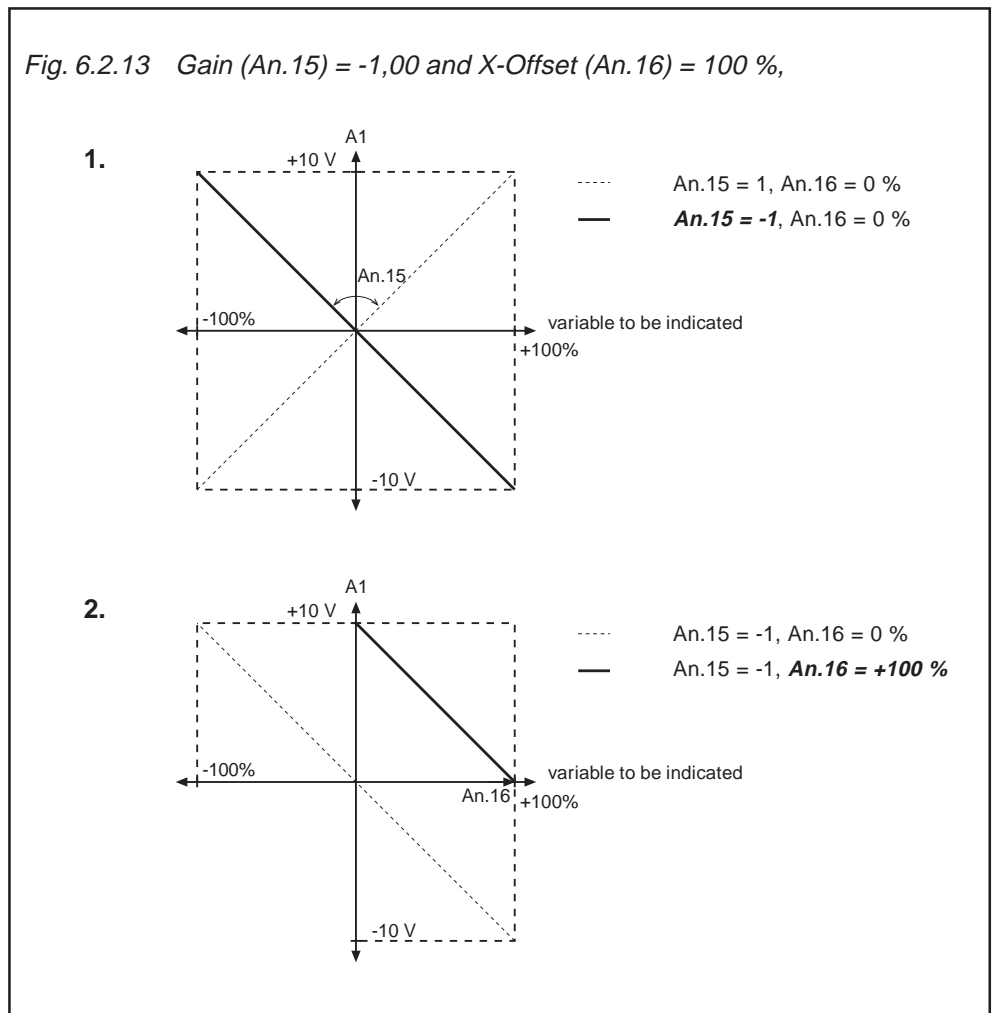 Fig. 6.2.13 Gain (An.15) = -1,00 and X-Offset (An.16) = 100 %,
1.
A1
+10 V
An.15 = 1, An.16 = 0 %
An.15 = -1, An.16 = 0 %
An.15
-100%
variable to be indicated
+100%
-10 V
2.
A1
+10 V
An.15 = -1, An.16 = 0 %
An.15 = -1, An.16 = +100 %
-100%
variable to be indicated
An.16
+100%
-10 V